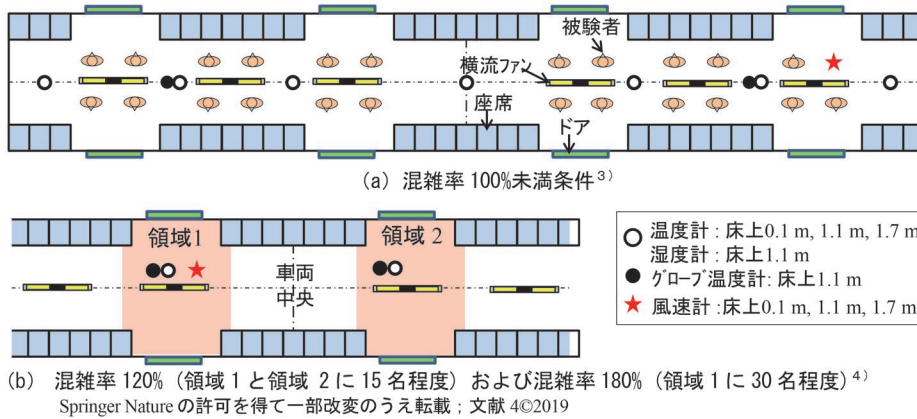 被験者
横流ファン
座席
ドア
(a) 混雑率 100%未満条件3)
領域1
領域 2
車両
中央
温度計：床上0.1 m, 1.1 m, 1.7 m
湿度計：床上1.1 m
グローブ温度計：床上1.1 m
風速計：床上0.1 m, 1.1 m, 1.7 m
(b) 混雑率 120%（領域 1 と領域 2 に 15 名程度）および混雑率 180%（領域 1 に 30 名程度）4)
Springer Nature の許可を得て一部改変のうえ転載；文献 4©2019